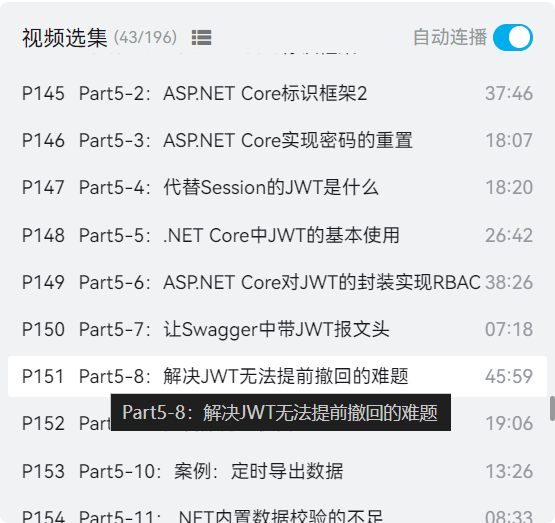 视频选集 (43/196) 自动连播
P145 Part5-2：ASP.NET Core标识框架2 37:46
P146 Part5-3：ASP.NET Core实现密码的重置 18:07
P147 Part5-4：代替Session的JWT是什么 18:20
P148 Part5-5：.NET Core中JWT的基本使用 26:42
P149 Part5-6：ASP.NET Core对JWT的封装实现RBAC 38:26
P150 Part5-7：让Swagger中带JWT报文头 07:18
P151 Part5-8：解决JWT无法提前撤回的难题 45:59
Part5-8：解决JWT无法提前撤回的难题
P152 19:06
P153 Part5-10：案例：定时导出数据 13:26
P154 Part5-11：.NET内置数据校验的不足 08:33